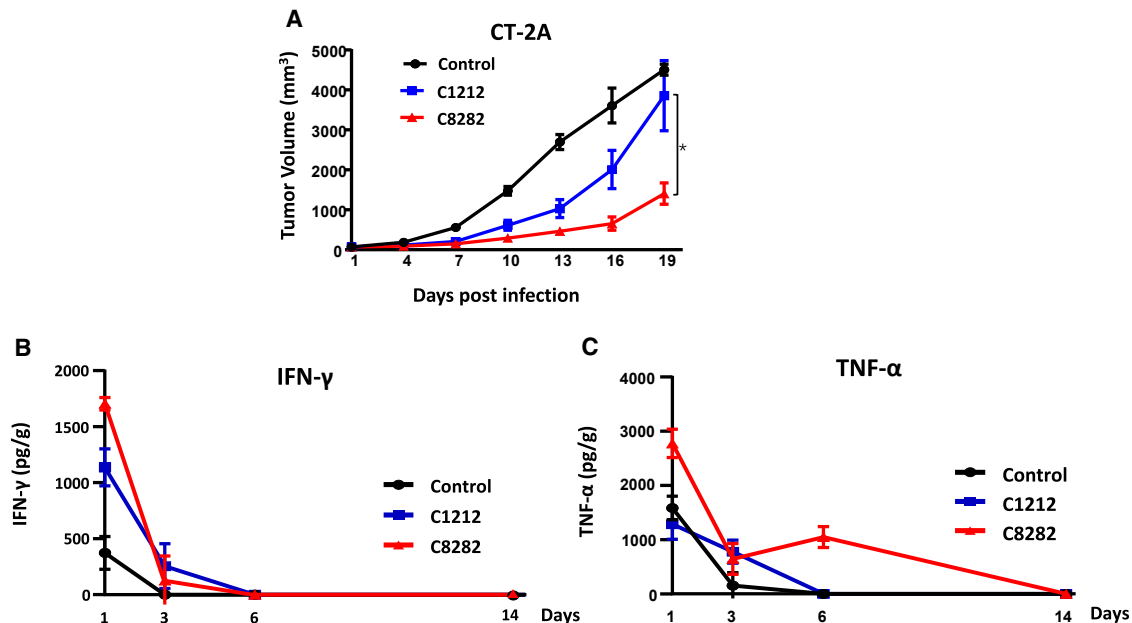 A
CT-2A
Tumor Volume (mm³)
5000
4000
3000
2000
1000
0
Control
C1212
C8282
*
1 4 7 10 13 16 19
Days post infection
B
IFN-γ
IFN-γ (pg/g)
2000
1500
1000
500
0
Control
C1212
C8282
1 3 6 14 Days
C
TNF-α
TNF-α (pg/g)
4000
3000
2000
1000
0
Control
C1212
C8282
1 3 6 14 Days